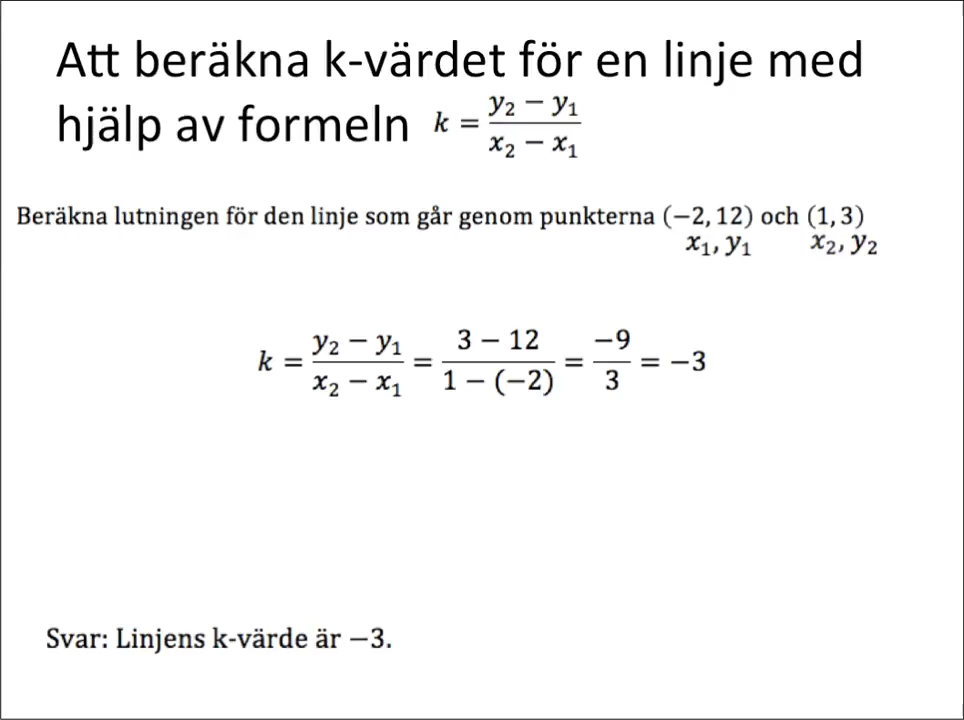 Att beräkna k-värdet för en linje med
hjälp av formeln k = (y₂ − y₁)/(x₂ − x₁)
Beräkna lutningen för den linje som går genom punkterna (−2, 12) och (1, 3)
x₁, y₁ x₂, y₂
k = (y₂ − y₁)/(x₂ − x₁) = (3 − 12)/(1 − (−2)) = −9/3 = −3
Svar: Linjens k-värde är −3.